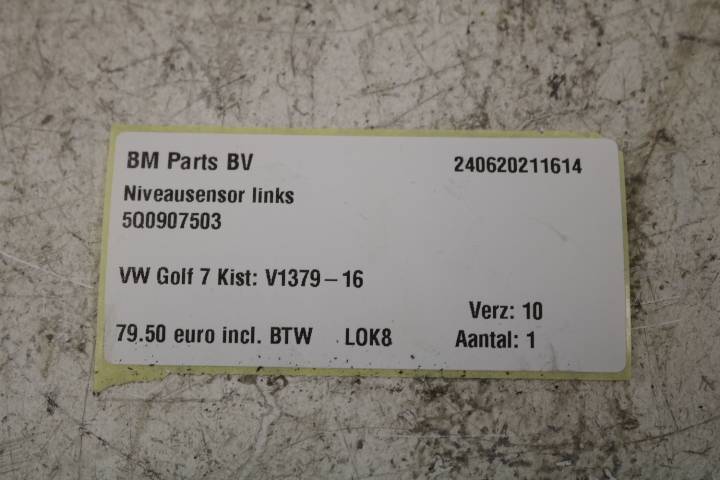 BM Parts BV 240620211614
Niveausensor links
5Q0907503
VW Golf 7 Kist: V1379-16
Verz: 10
79.50 euro incl. BTW LOK8 Aantal: 1